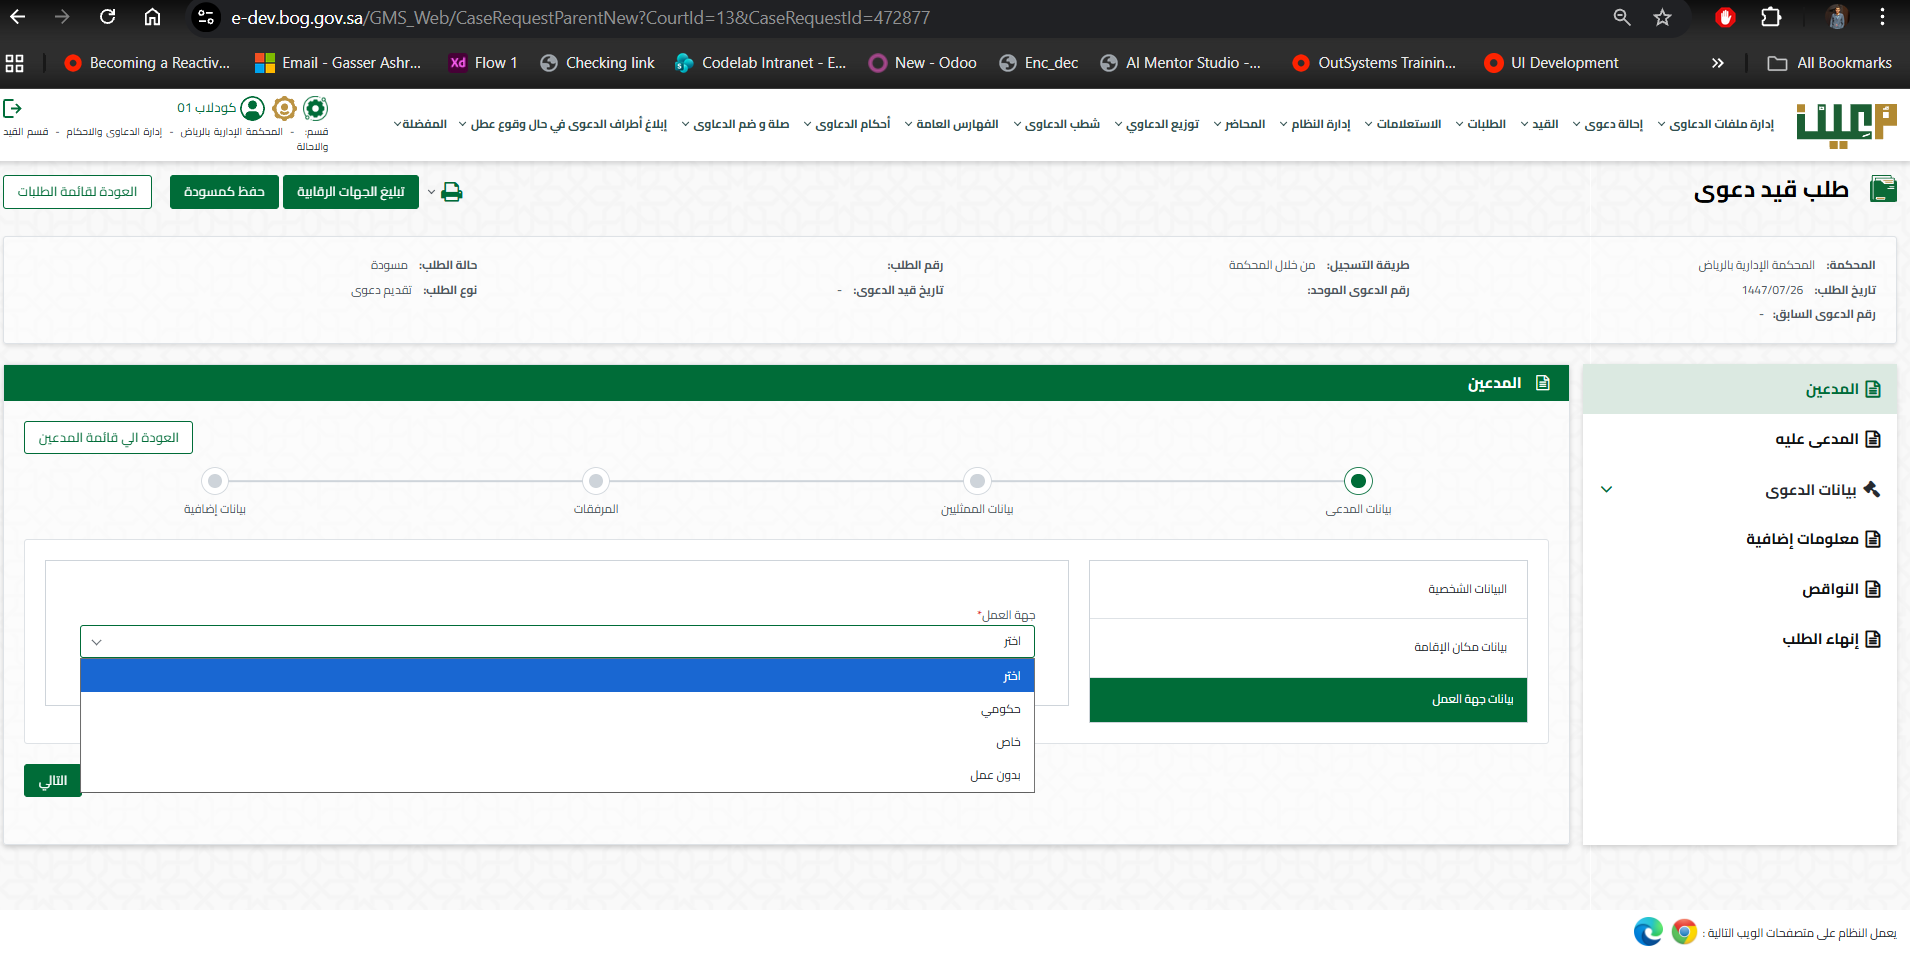 e-dev.bog.gov.sa/GMS_Web/CaseRequestParentNew?CourtId=13&CaseRequestId=472877
Becoming a Reactiv...
Email - Gasser Ashr...
Xd Flow 1
Checking link
Codelab Intranet - E...
New - Odoo
Enc_dec
AI Mentor Studio -...
OutSystems Trainin...
UI Development
»
All Bookmarks
معين
إدارة ملفات الدعاوى
إحالة دعوى
القيد
الطلبات
الاستعلامات
إدارة النظام
المحاضر
توزيع الدعاوي
شطب الدعاوى
الفهارس العامة
أحكام الدعاوى
صلة و ضم الدعاوى
إبلاغ أطراف الدعوى في حال وقوع عطل
المفضلة
كودلاب 01
قسم: - المحكمة الإدارية بالرياض - إدارة الدعاوى والاحكام - قسم القيد
والاحالة
طلب قيد دعوى
تبليغ الجهات الرقابية
حفظ كمسودة
العودة لقائمة الطلبات
المحكمة: المحكمة الإدارية بالرياض
طريقة التسجيل: من خلال المحكمة
رقم الطلب:
حالة الطلب: مسودة
تاريخ الطلب: 1447/07/26
رقم الدعوى الموحد:
تاريخ قيد الدعوى: -
نوع الطلب: تقديم دعوى
رقم الدعوى السابق: -
المدعين
المدعى عليه
بيانات الدعوى
معلومات إضافية
النواقص
إنهاء الطلب
المدعين
العودة الي قائمة المدعين
بيانات المدعى
بيانات الممثليين
المرفقات
بيانات إضافية
البيانات الشخصية
بيانات مكان الإقامة
بيانات جهة العمل
جهة العمل*
اختر
اختر
حكومي
خاص
بدون عمل
التالي
يعمل النظام على متصفحات الويب التالية :